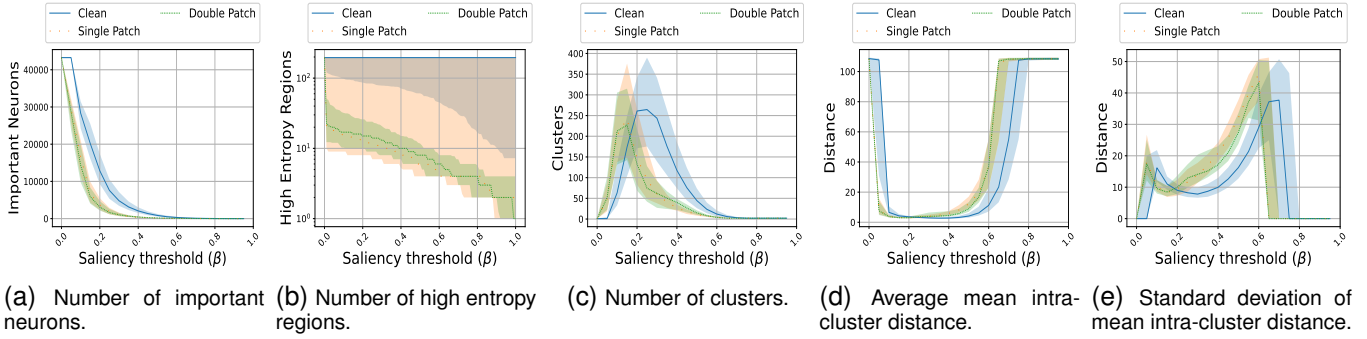 Clean
Single Patch
Double Patch
Important Neurons
40000
30000
20000
10000
0
0.0 0.2 0.4 0.6 0.8 1.0
Saliency threshold (β)
(a) Number of important
neurons.
Clean
Single Patch
Double Patch
High Entropy Regions
10²
10¹
10⁰
0.0 0.2 0.4 0.6 0.8 1.0
Saliency threshold (β)
(b) Number of high entropy
regions.
Clean
Single Patch
Double Patch
Clusters
400
350
300
250
200
150
100
50
0
0.0 0.2 0.4 0.6 0.8 1.0
Saliency threshold (β)
(c) Number of clusters.
Clean
Single Patch
Double Patch
Distance
100
80
60
40
20
0
0.0 0.2 0.4 0.6 0.8 1.0
Saliency threshold (β)
(d) Average mean intra-
cluster distance.
Clean
Single Patch
Double Patch
Distance
50
40
30
20
10
0
0.0 0.2 0.4 0.6 0.8 1.0
Saliency threshold (β)
(e) Standard deviation of
mean intra-cluster distance.